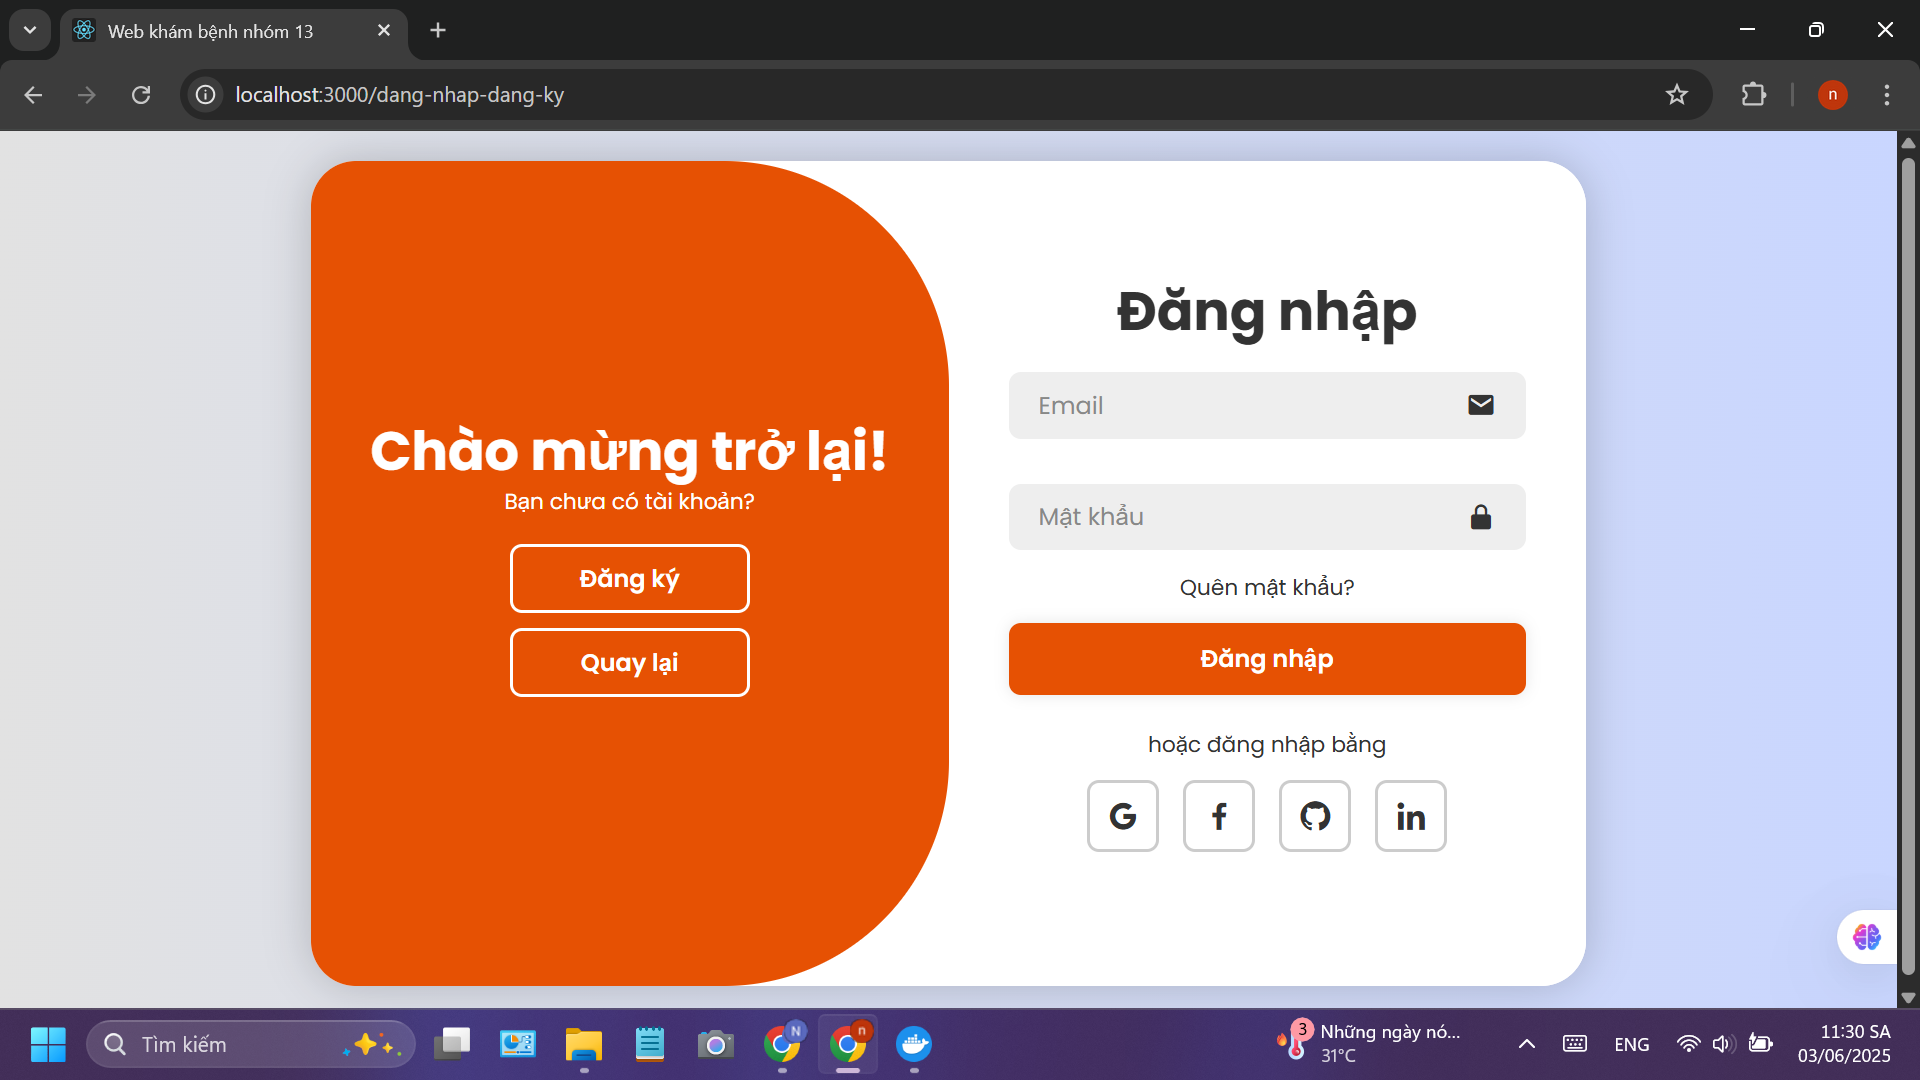 Web khám bệnh nhóm 13
localhost:3000/dang-nhap-dang-ky
n
Chào mừng trở lại!
Bạn chưa có tài khoản?
Đăng ký
Quay lại
Đăng nhập
Email
Mật khẩu
Quên mật khẩu?
Đăng nhập
hoặc đăng nhập bằng
G
f
in
Tìm kiếm
N
n
3
Những ngày nó...
31°C
ENG
11:30 SA
03/06/2025